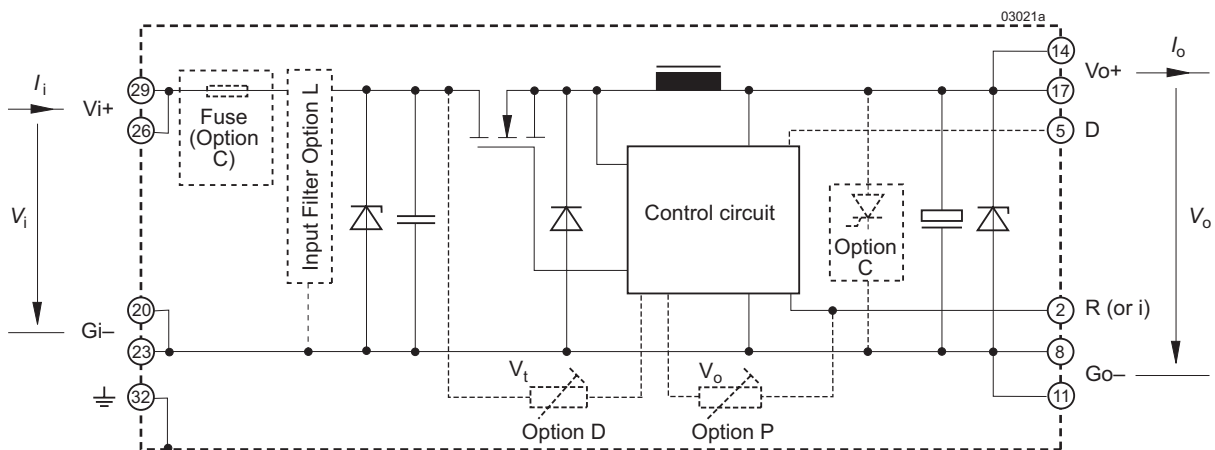 03021a
14
Io
Ii
29
Vo+
17
Vi+
Fuse
(Option
C)
26
5
D
Input Filter Option L
Control circuit
Vi
Option
C
Vo
20
2
R (or i)
Gi–
23
8
Vt
Vo
Go–
32
11
Option D
Option P